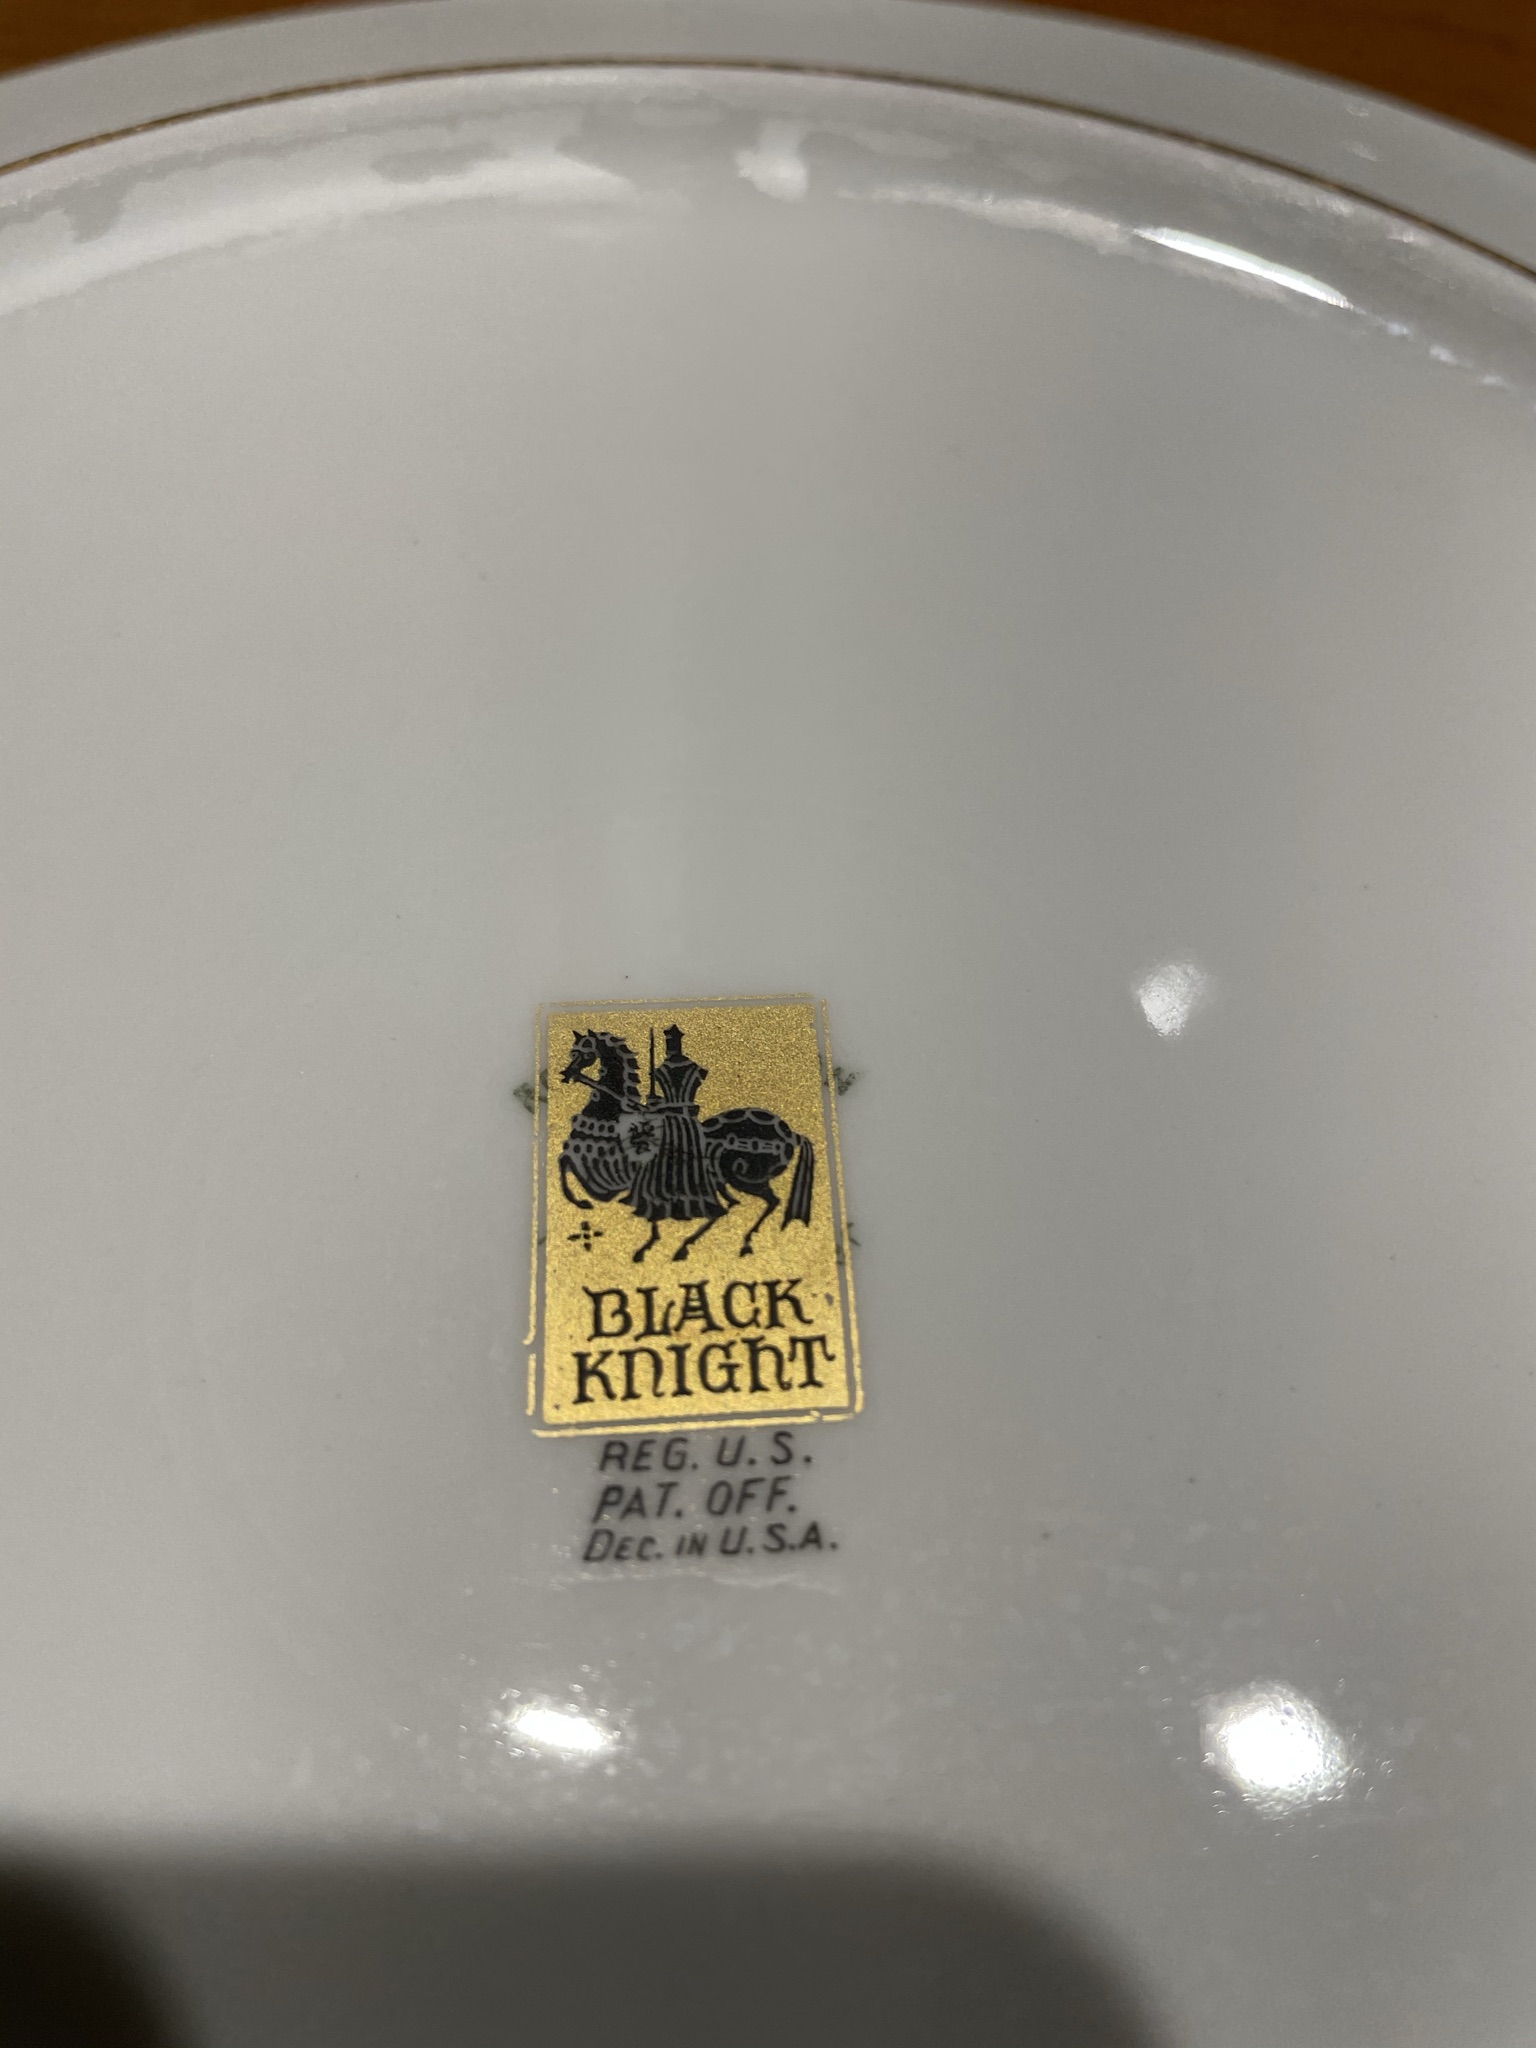 BLACK
KNIGHT
REG. U. S.
PAT. OFF.
DEC. IN U.S.A.